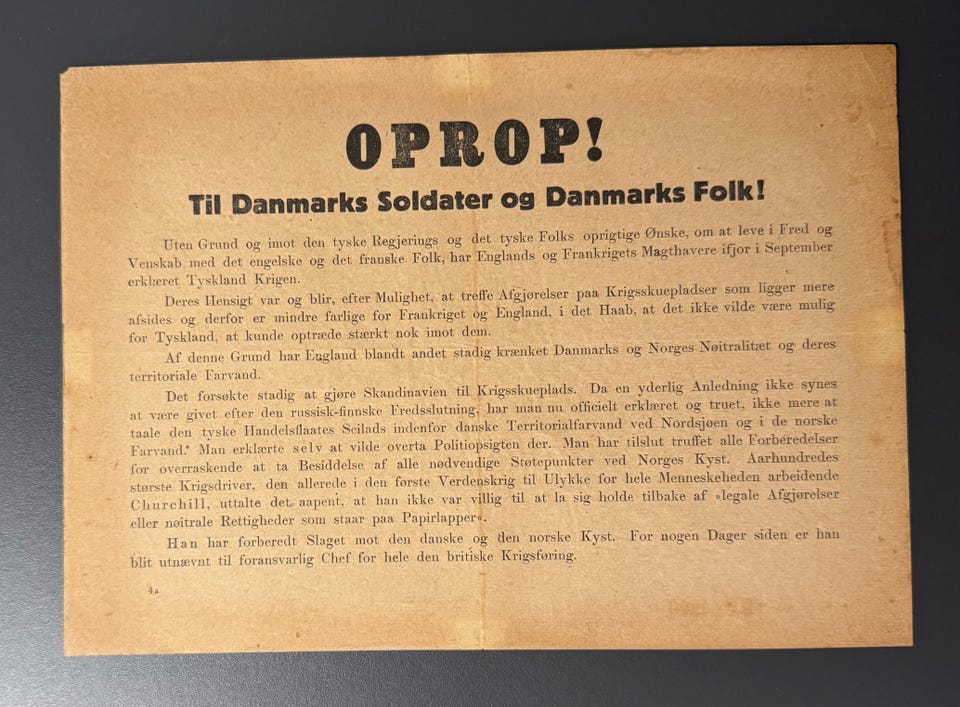 OPROP!
Til Danmarks Soldater og Danmarks Folk!
Uten Grund og imot den tyske Regjerings og det tyske Folks oprigtige Ønske, om at leve i Fred og
Venskab med det engelske og det franske Folk, har Englands og Frankrigets Magthavere ifjor i September
erklæret Tyskland Krigen.
Deres Hensigt var og blir, efter Mulighet, at treffe Afgjørelser paa Krigsskuepladser som ligger mere
afsides og derfor er mindre farlige for Frankriget og England, i det Haab, at det ikke vilde være mulig
for Tyskland, at kunde optræde stærkt nok imot dem.
Af denne Grund har England blandt andet stadig krænket Danmarks og Norges Nøitralitæt og deres
territoriale Farvand.
Det forsøkte stadig at gjøre Skandinavien til Krigsskueplads. Da en yderlig Anledning ikke synes
at være givet efter den russisk-finnske Fredsslutning, har man nu officielt erklæret og truet, ikke mere at
taale den tyske Handelsflaates Seilads indenfor danske Territorialfarvand ved Nordsjøen og i de norske
Farvand. Man erklærte selv at vilde overta Politiopsigten der. Man har tilslut truffet alle Forberedelser
for overraskende at ta Besiddelse af alle nødvendige Støtepunkter ved Norges Kyst. Aarhundredes
største Krigsdriver, den allerede i den første Verdenskrig til Ulykke for hele Menneskeheden arbeidende
Churchill, uttalte det aapent, at han ikke var villig til at la sig holde tilbake af »legale Afgjørelser
eller nøitrale Rettigheder som staar paa Papirlapper«.
Han har forberedt Slaget mot den danske og den norske Kyst. For nogen Dager siden er han
blit utnævnt til foransvarlig Chef for hele den britiske Krigsføring.
4a